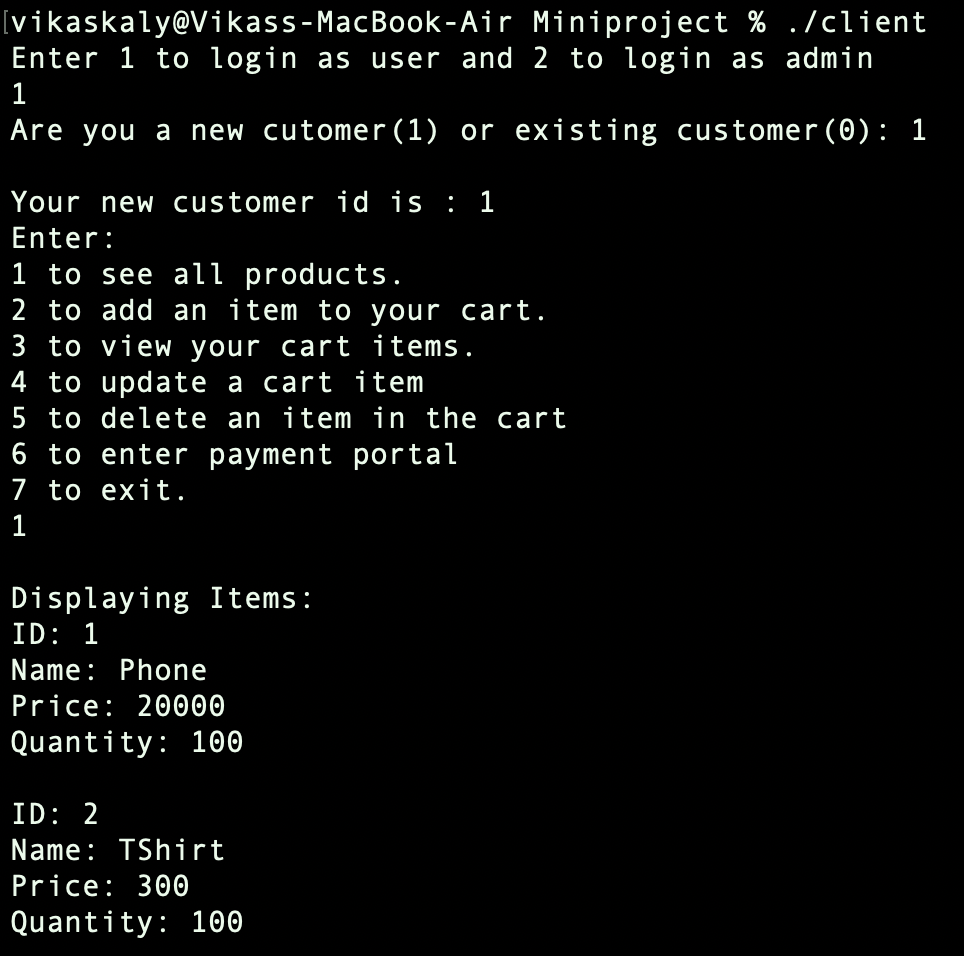 [vikaskaly@Vikass-MacBook-Air Miniproject % ./client
Enter 1 to login as user and 2 to login as admin
1
Are you a new cutomer(1) or existing customer(0): 1
Your new customer id is : 1
Enter:
1 to see all products.
2 to add an item to your cart.
3 to view your cart items.
4 to update a cart item
5 to delete an item in the cart
6 to enter payment portal
7 to exit.
1
Displaying Items:
ID: 1
Name: Phone
Price: 20000
Quantity: 100
ID: 2
Name: TShirt
Price: 300
Quantity: 100